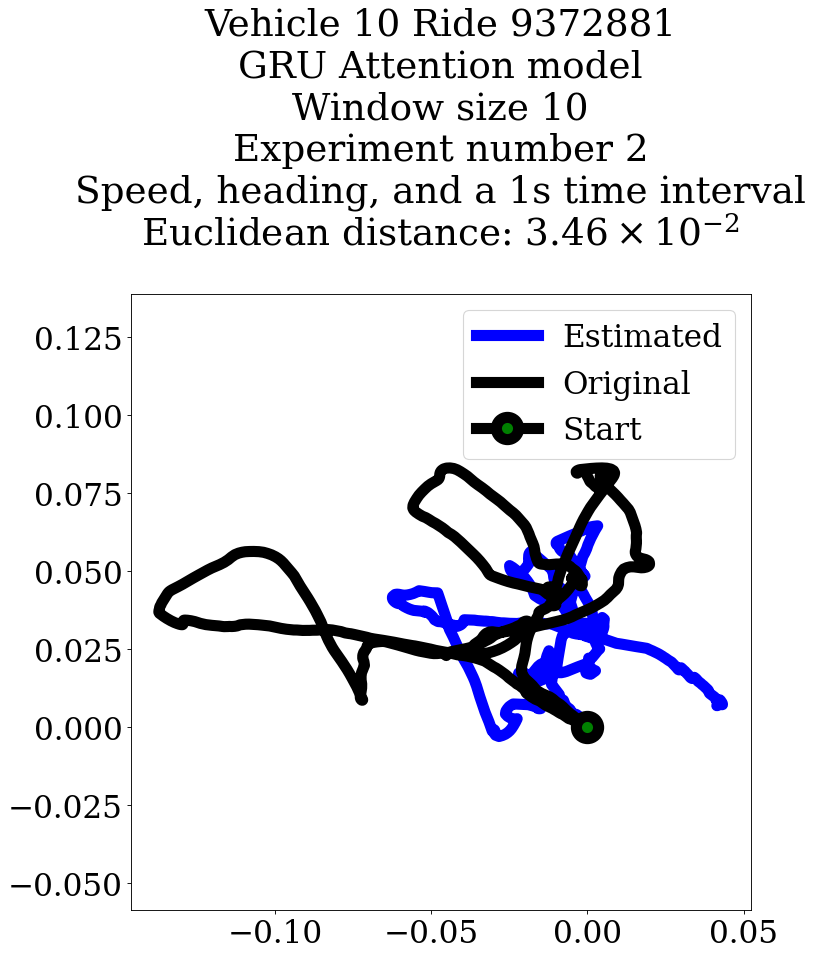 Vehicle 10 Ride 9372881
GRU Attention model
Window size 10
Experiment number 2
Speed, heading, and a 1s time interval
Euclidean distance: 3.46 × 10⁻²
Estimated
Original
Start
0.125
0.100
0.075
0.050
0.025
0.000
−0.025
−0.050
−0.10
−0.05
0.00
0.05